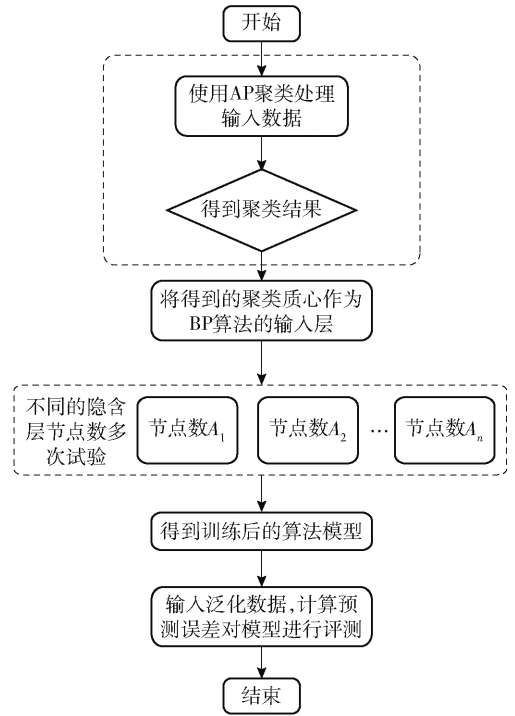 开始
使用AP聚类处理
输入数据
得到聚类结果
将得到的聚类质心作为
BP算法的输入层
不同的隐含
层节点数多
次试验
节点数A₁
节点数A₂
…
节点数Aₙ
得到训练后的算法模型
输入泛化数据,计算预
测误差对模型进行评测
结束